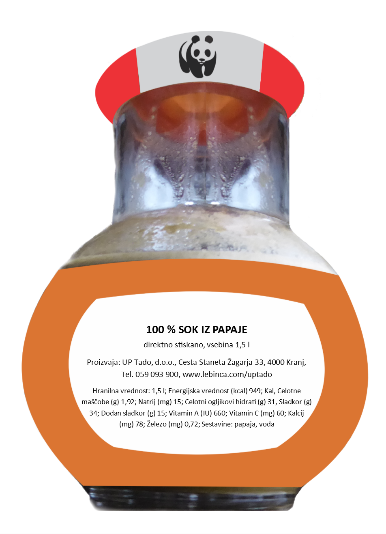 100 % SOK IZ PAPAJE
direktno stiskano, vsebina 1,5 l
Proizvaja: UP Tudo, d.o.o., Cesta Staneta Žagarja 33, 4000 Kranj,
Tel. 059 093 900, www.lebinca.com/uptado
Hranilna vrednost: 1,5 l; Energijska vrednost (kcal) 949; Kal, Celotne
maščobe (g) 1,92; Natrij (mg) 15; Celotni ogljikovi hidrati (g) 31, Sladkor (g)
34; Dodan sladkor (g) 15; Vitamin A (IU) 660; Vitamin C (mg) 60; Kalcij
(mg) 78; Železo (mg) 0,72; Sestavine: papaja, voda